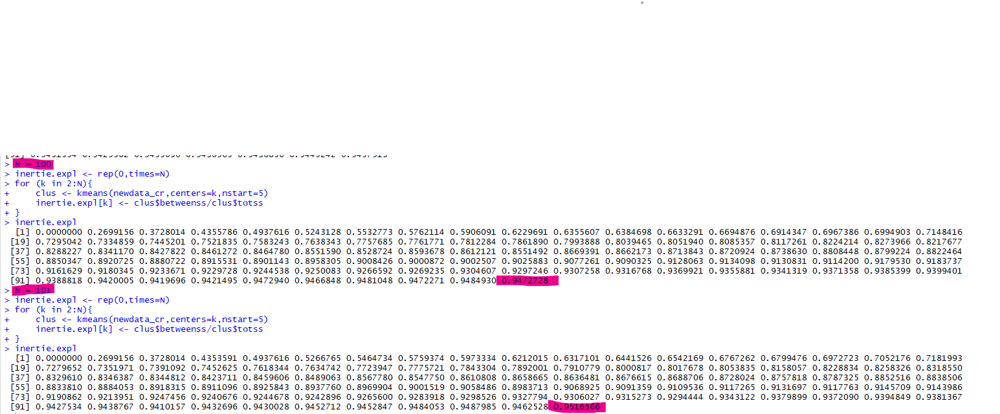 > N = 100
> inertie.expl <- rep(0,times=N)
> for (k in 2:N){
+     clus <- kmeans(newdata_cr,centers=k,nstart=5)
+     inertie.expl[k] <- clus$betweenss/clus$totss
+ }
> inertie.expl
  [1] 0.0000000 0.2699156 0.3728014 0.4355786 0.4937616 0.5243128 0.5532773 0.5762114 0.5906091 0.6229691 0.6355607 0.6384698 0.6633291 0.6694876 0.6914347 0.6967386 0.6994903 0.7148416
 [19] 0.7295042 0.7334859 0.7445201 0.7521835 0.7583243 0.7638343 0.7757685 0.7761771 0.7812284 0.7861890 0.7993888 0.8039465 0.8051940 0.8085357 0.8117261 0.8224214 0.8273966 0.8217677
 [37] 0.8288227 0.8341170 0.8427822 0.8461272 0.8464780 0.8551590 0.8528724 0.8593678 0.8612121 0.8551492 0.8669391 0.8662173 0.8713843 0.8720924 0.8738630 0.8808448 0.8799224 0.8822464
 [55] 0.8850347 0.8920725 0.8880722 0.8915531 0.8901143 0.8958305 0.9008426 0.9000872 0.9002507 0.9025883 0.9077261 0.9090325 0.9128063 0.9134098 0.9130831 0.9114200 0.9179530 0.9183737
 [73] 0.9161629 0.9180345 0.9233671 0.9229728 0.9244538 0.9250083 0.9266592 0.9269235 0.9304607 0.9297246 0.9307258 0.9316768 0.9369921 0.9355881 0.9341319 0.9371358 0.9385399 0.9399401
 [91] 0.9388818 0.9420005 0.9419696 0.9421495 0.9472940 0.9466848 0.9481048 0.9472271 0.9484930 0.9472728
> N = 101
> inertie.expl <- rep(0,times=N)
> for (k in 2:N){
+     clus <- kmeans(newdata_cr,centers=k,nstart=5)
+     inertie.expl[k] <- clus$betweenss/clus$totss
+ }
> inertie.expl
  [1] 0.0000000 0.2699156 0.3728014 0.4353591 0.4937616 0.5266765 0.5464734 0.5759374 0.5973334 0.6212015 0.6317101 0.6441526 0.6542169 0.6767262 0.6799476 0.6972723 0.7052176 0.7181993
 [19] 0.7279652 0.7351971 0.7391092 0.7452625 0.7618344 0.7634742 0.7723947 0.7775721 0.7843304 0.7892001 0.7910779 0.8000817 0.8017678 0.8053835 0.8158057 0.8228834 0.8258326 0.8318550
 [37] 0.8329610 0.8346387 0.8344812 0.8423711 0.8459606 0.8489063 0.8567780 0.8547750 0.8610808 0.8658665 0.8636481 0.8676615 0.8688706 0.8728024 0.8757818 0.8787325 0.8852516 0.8838506
 [55] 0.8833810 0.8884053 0.8918315 0.8911096 0.8925843 0.8937760 0.8969904 0.9001519 0.9058486 0.8983713 0.9068925 0.9091359 0.9109536 0.9117265 0.9131697 0.9117763 0.9145709 0.9143986
 [73] 0.9190862 0.9213951 0.9247456 0.9240676 0.9244678 0.9242896 0.9265600 0.9283918 0.9298526 0.9327794 0.9306027 0.9315273 0.9294444 0.9343122 0.9379899 0.9372090 0.9394849 0.9381367
 [91] 0.9427534 0.9438767 0.9410157 0.9432696 0.9430028 0.9452712 0.9452847 0.9484053 0.9487985 0.9462528 0.9516566